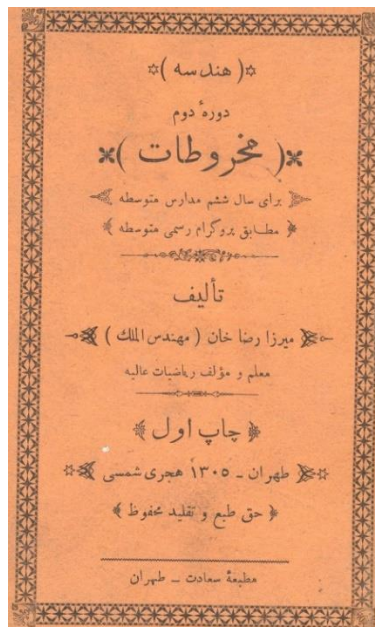 ( هندسه )
دورهٔ دوم
( مخروطات )
برای سال ششم مدارس متوسطه
مطابق پروگرام رسمی متوسطه
تألیف
میرزا رضا خان ( مهندس الملك )
معلم و مؤلف ریاضیات عالیه
چاپ اول
طهران ـ ۱۳۰۵ هجری شمسی
حق طبع و تقلید محفوظ
مطبعهٔ سعادت ـ طهران